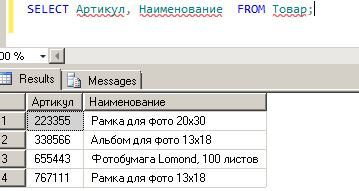 SELECT Артикул, Наименование FROM Товар;
00 %
Results Messages
Артикул Наименование
1 223355 Рамка для фото 20x30
2 338566 Альбом для фото 13x18
3 655443 Фотобумага Lomond, 100 листов
4 767111 Рамка для фото 13x18